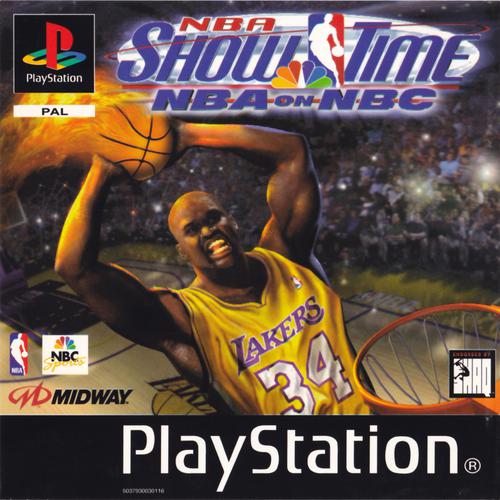 PlayStation
PAL
NBA
SHOWTIME
NBA ON NBC
LAKERS
34
NBA
NBC
Sports
MIDWAY
ENDORSED BY
SHAQ
PlayStation®
5037930030116